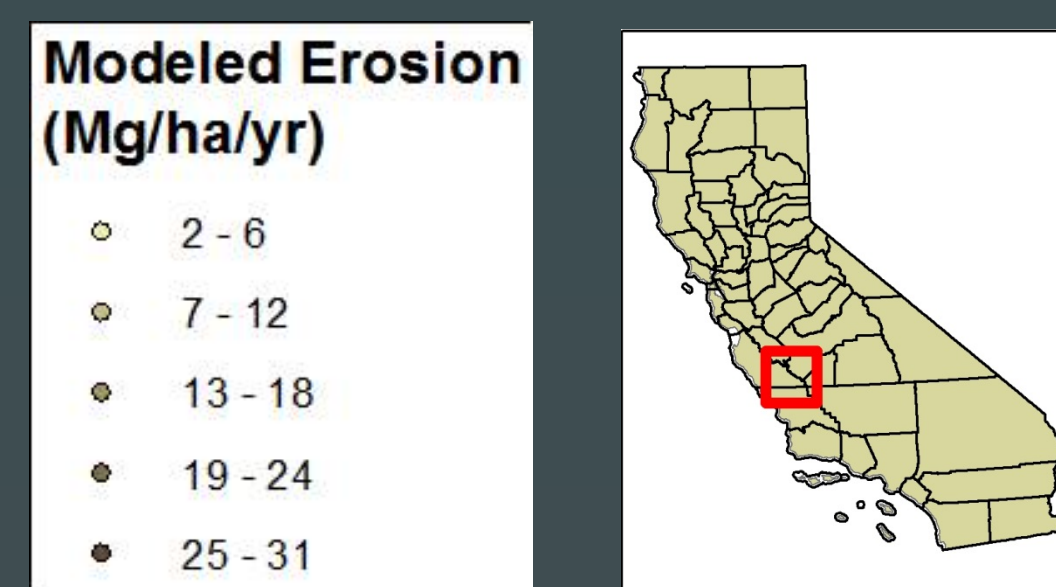 Modeled Erosion
(Mg/ha/yr)
2 - 6
7 - 12
13 - 18
19 - 24
25 - 31